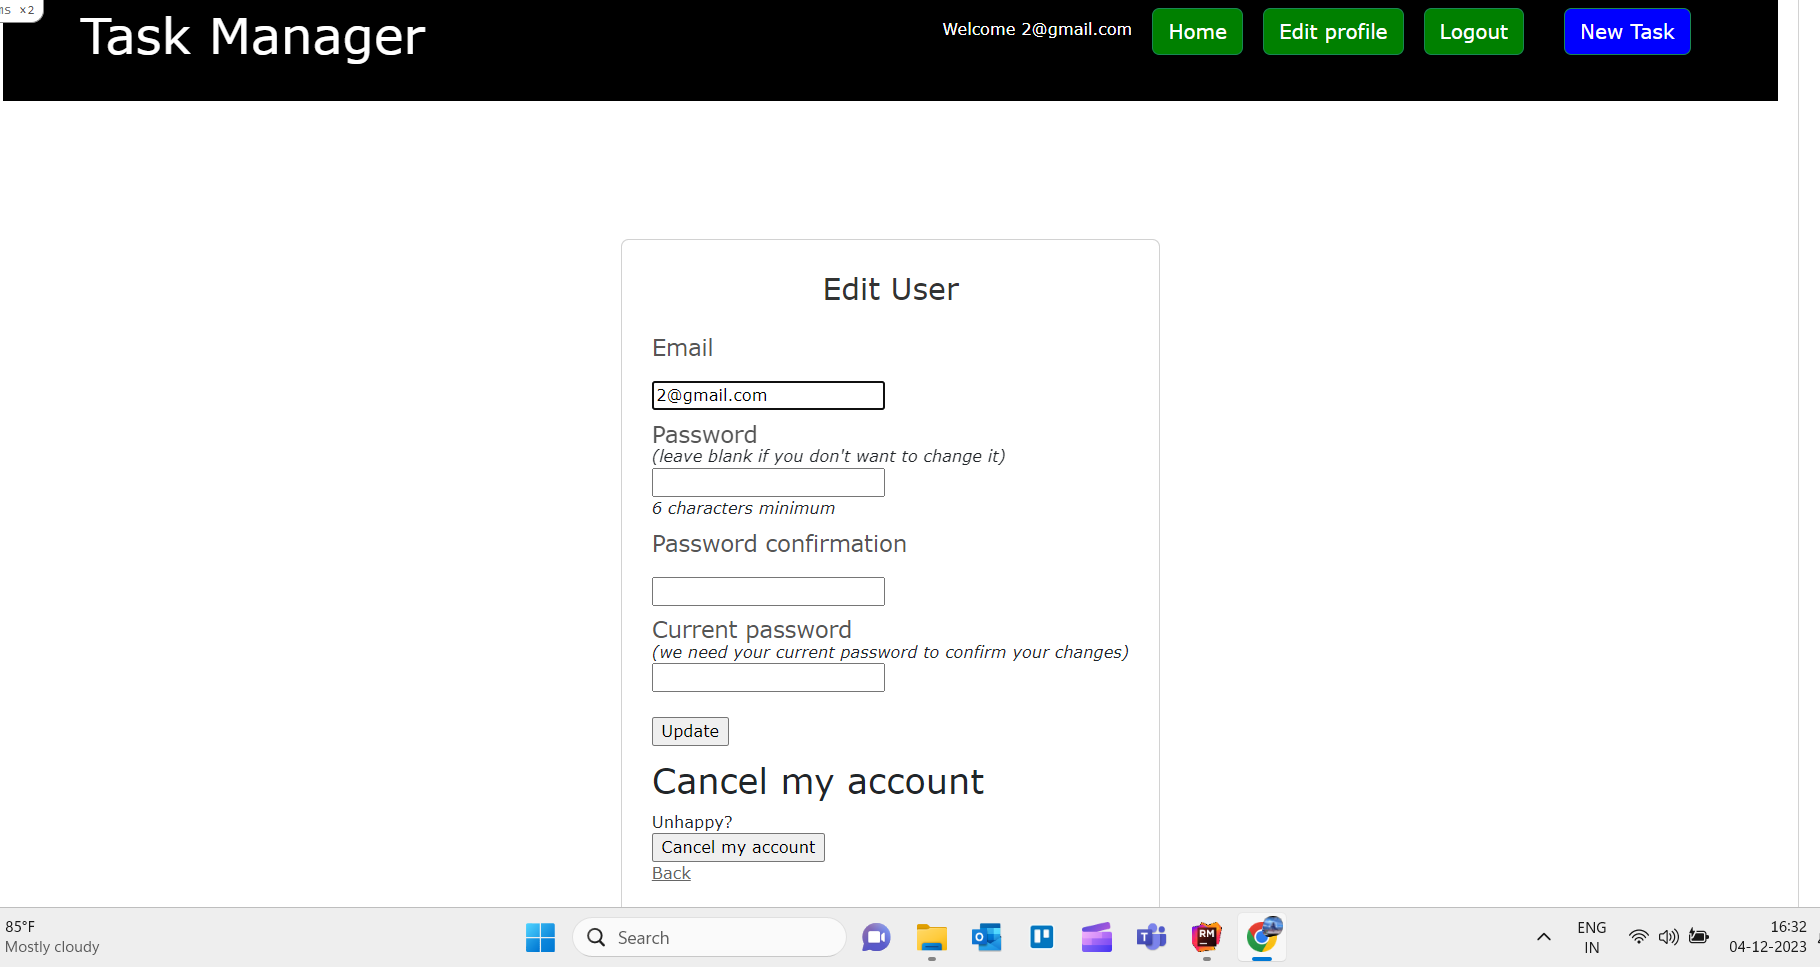 ms ×2
Task Manager
Welcome 2@gmail.com
Home
Edit profile
Logout
New Task
Edit User
Email
2@gmail.com
Password
(leave blank if you don't want to change it)
6 characters minimum
Password confirmation
Current password
(we need your current password to confirm your changes)
Update
Cancel my account
Unhappy?
Cancel my account
Back
85°F
Mostly cloudy
Search
RM
ENG
IN
16:32
04-12-2023